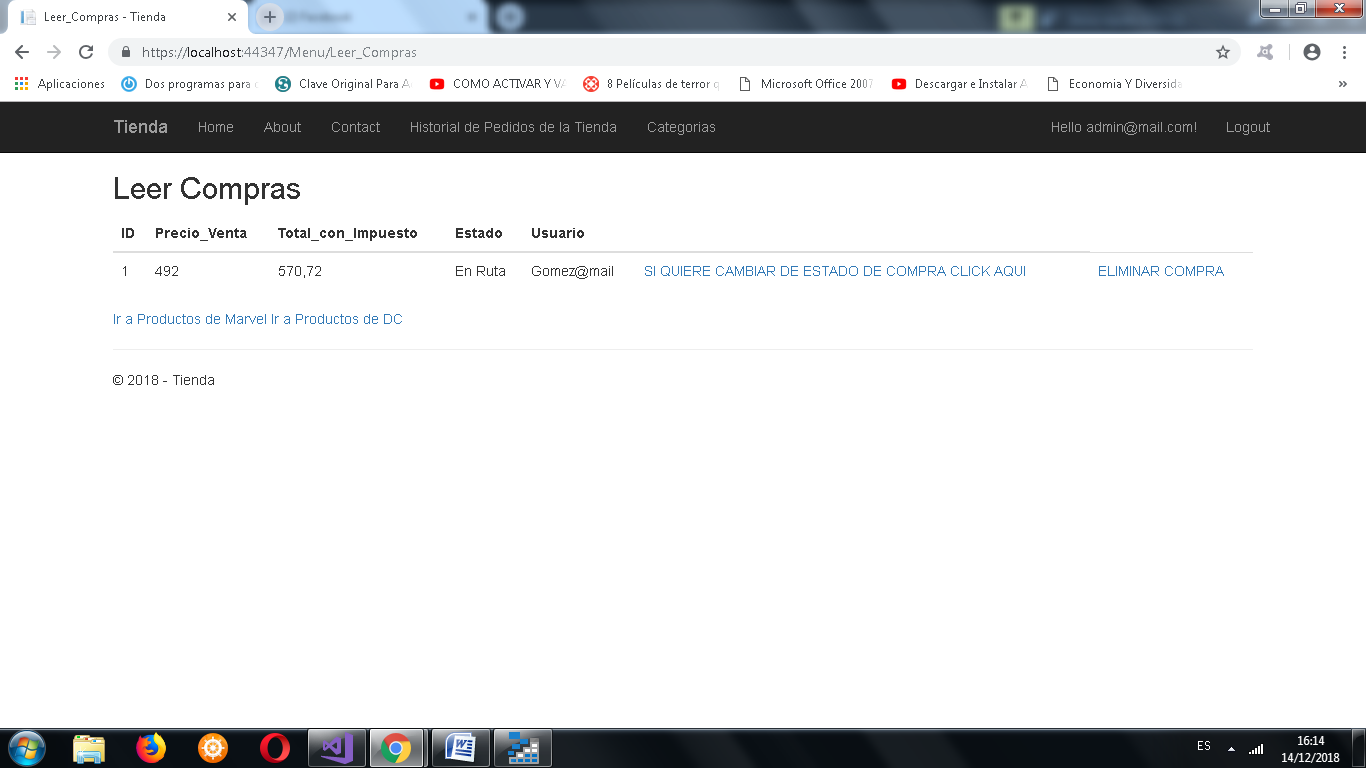 Leer_Compras - Tienda
https://localhost:44347/Menu/Leer_Compras
Aplicaciones Dos programas para Clave Original Para A COMO ACTIVAR Y VA 8 Películas de terror q Microsoft Office 2007 Descargar e Instalar A Economia Y Diversida »
Tienda Home About Contact Historial de Pedidos de la Tienda Categorias Hello admin@mail.com! Logout
Leer Compras
ID Precio_Venta Total_con_Impuesto Estado Usuario
1 492 570,72 En Ruta Gomez@mail SI QUIERE CAMBIAR DE ESTADO DE COMPRA CLICK AQUI ELIMINAR COMPRA
Ir a Productos de Marvel Ir a Productos de DC
© 2018 - Tienda
ES 16:14
14/12/2018